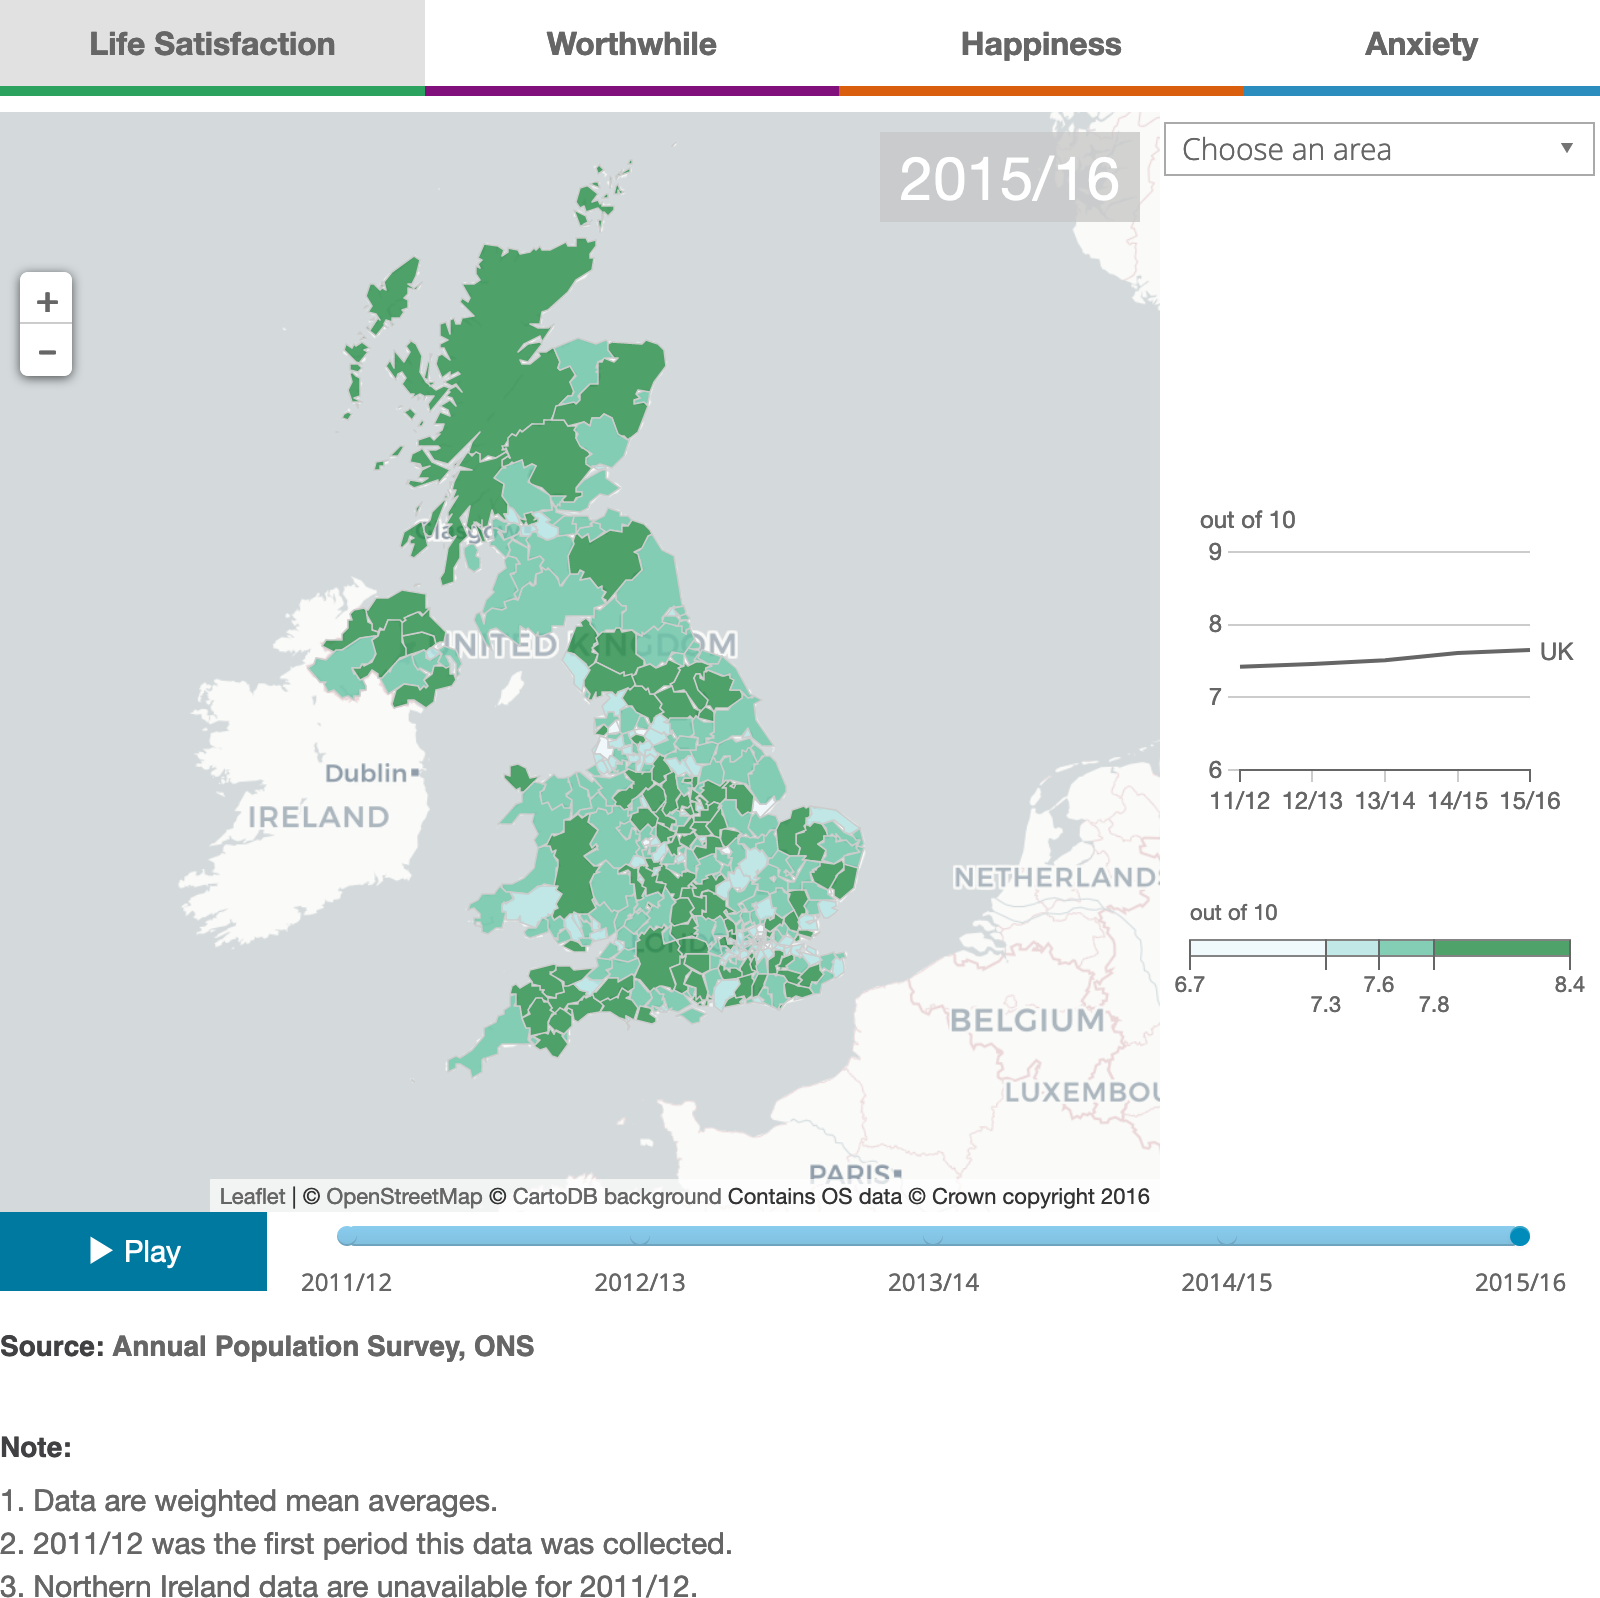 Life Satisfaction
Worthwhile
Happiness
Anxiety
2015/16
Choose an area
+
−
UNITED KINGDOM
Dublin
IRELAND
NETHERLANDS
BELGIUM
LUXEMBOU
PARIS
out of 10
9
8
7
6
UK
11/12 12/13 13/14 14/15 15/16
out of 10
6.7 7.3 7.6 7.8 8.4
Leaflet | © OpenStreetMap © CartoDB background Contains OS data © Crown copyright 2016
Play
2011/12 2012/13 2013/14 2014/15 2015/16
Source: Annual Population Survey, ONS
Note:
1. Data are weighted mean averages.
2. 2011/12 was the first period this data was collected.
3. Northern Ireland data are unavailable for 2011/12.